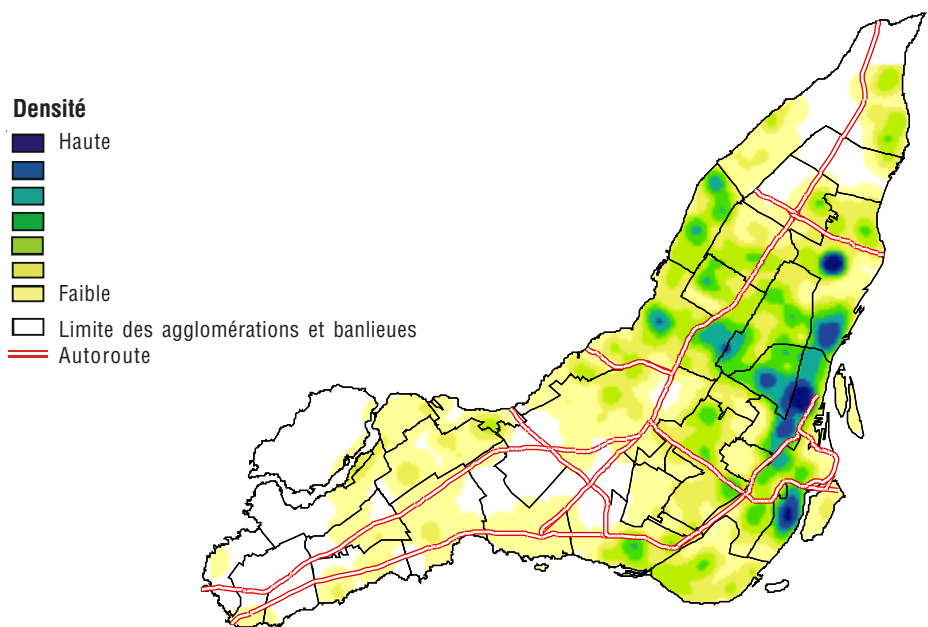 Densité
Haute
Faible
Limite des agglomérations et banlieues
Autoroute